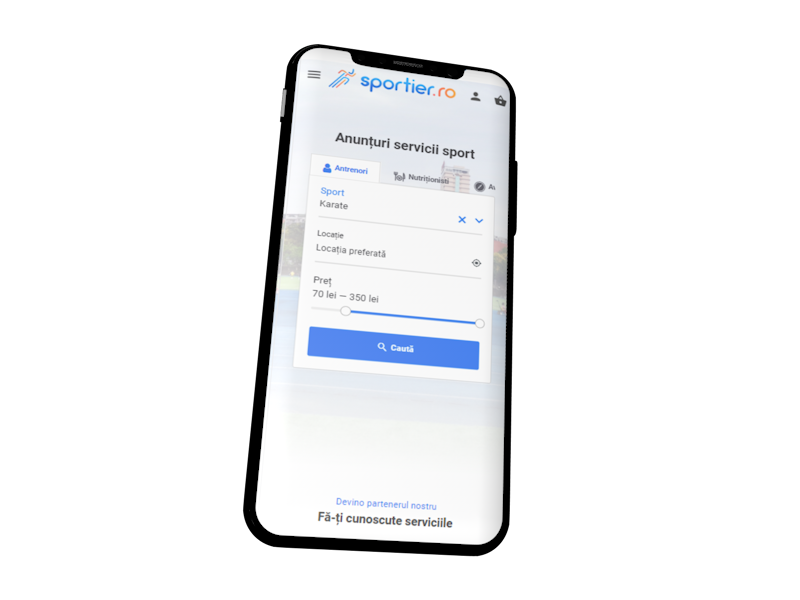 sportier.ro
Anunțuri servicii sport
Antrenori
Nutriționisti
Sport
Karate
Locație
Locația preferată
Preț
70 lei — 350 lei
Caută
Devino partenerul nostru
Fă-ți cunoscute serviciile